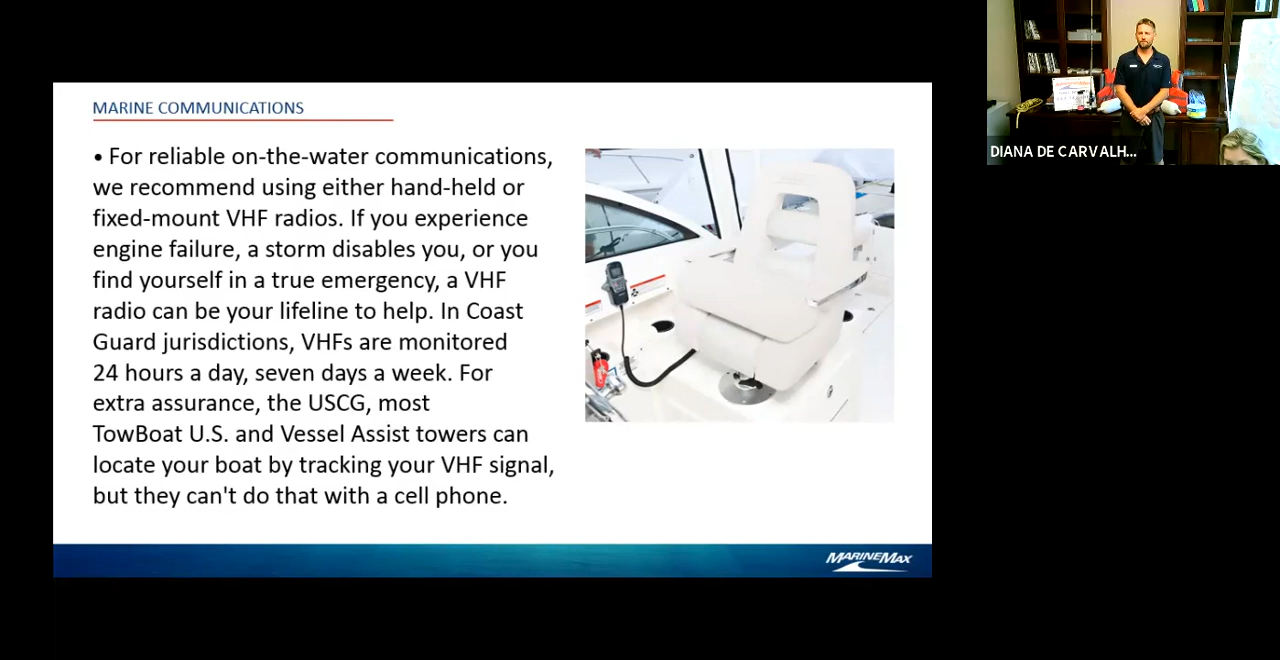 MARINE COMMUNICATIONS
• For reliable on-the-water communications,
we recommend using either hand-held or
fixed-mount VHF radios. If you experience
engine failure, a storm disables you, or you
find yourself in a true emergency, a VHF
radio can be your lifeline to help. In Coast
Guard jurisdictions, VHFs are monitored
24 hours a day, seven days a week. For
extra assurance, the USCG, most
TowBoat U.S. and Vessel Assist towers can
locate your boat by tracking your VHF signal,
but they can't do that with a cell phone.
MARINEMAX
DIANA DE CARVALH...